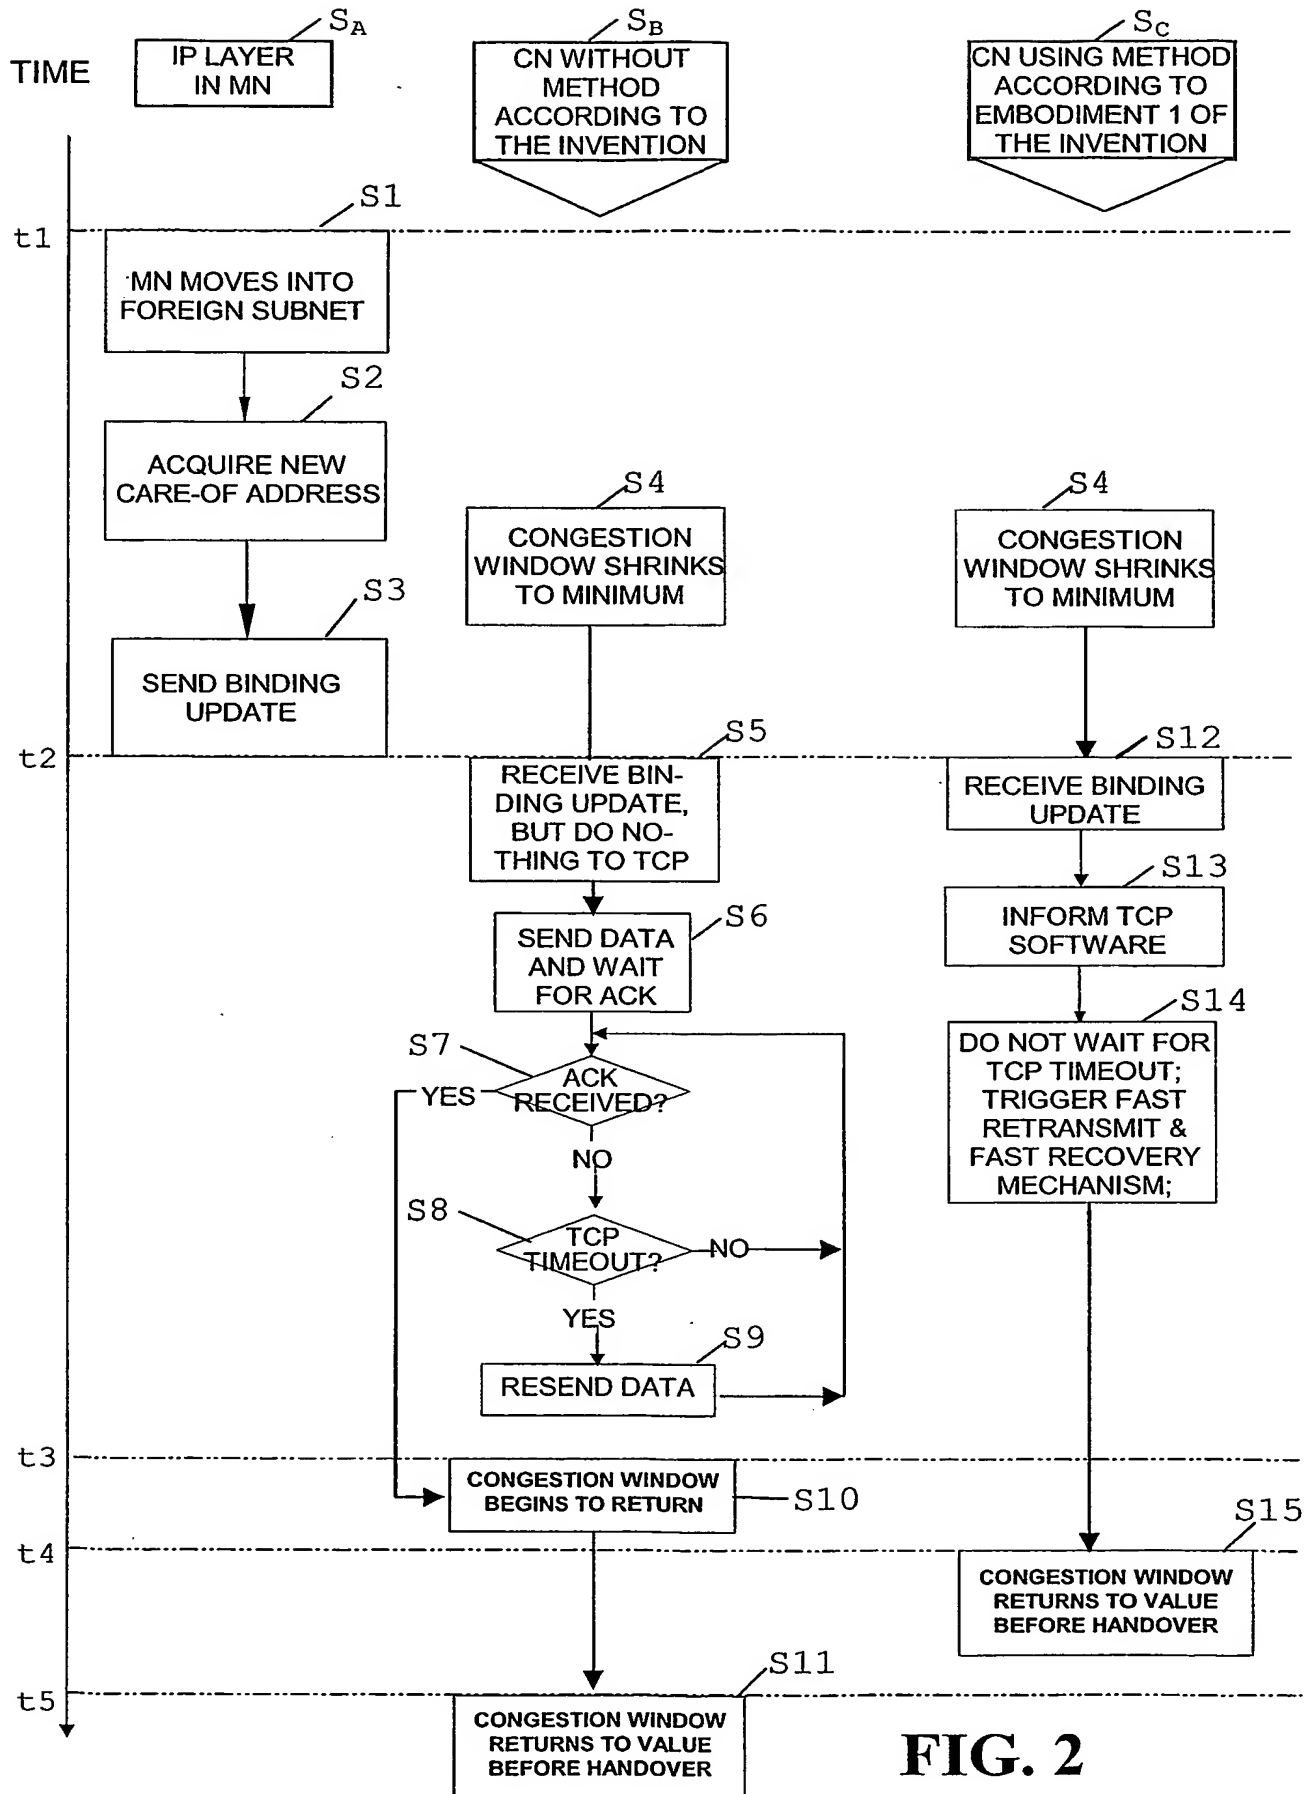 TIME
S_A
IP LAYER
IN MN
S_B
CN WITHOUT
METHOD
ACCORDING TO
THE INVENTION
S_C
CN USING METHOD
ACCORDING TO
EMBODIMENT 1 OF
THE INVENTION
t1
S1
MN MOVES INTO
FOREIGN SUBNET
S2
ACQUIRE NEW
CARE-OF ADDRESS
S3
SEND BINDING
UPDATE
S4
CONGESTION
WINDOW SHRINKS
TO MINIMUM
S4
CONGESTION
WINDOW SHRINKS
TO MINIMUM
t2
S5
RECEIVE BIN-
DING UPDATE,
BUT DO NO-
THING TO TCP
S12
RECEIVE BINDING
UPDATE
S6
SEND DATA
AND WAIT
FOR ACK
S13
INFORM TCP
SOFTWARE
S7
ACK
RECEIVED?
YES
NO
S14
DO NOT WAIT FOR
TCP TIMEOUT;
TRIGGER FAST
RETRANSMIT &
FAST RECOVERY
MECHANISM;
S8
TCP
TIMEOUT?
NO
YES
S9
RESEND DATA
t3
CONGESTION WINDOW
BEGINS TO RETURN
S10
t4
S15
CONGESTION WINDOW
RETURNS TO VALUE
BEFORE HANDOVER
t5
S11
CONGESTION WINDOW
RETURNS TO VALUE
BEFORE HANDOVER
FIG. 2